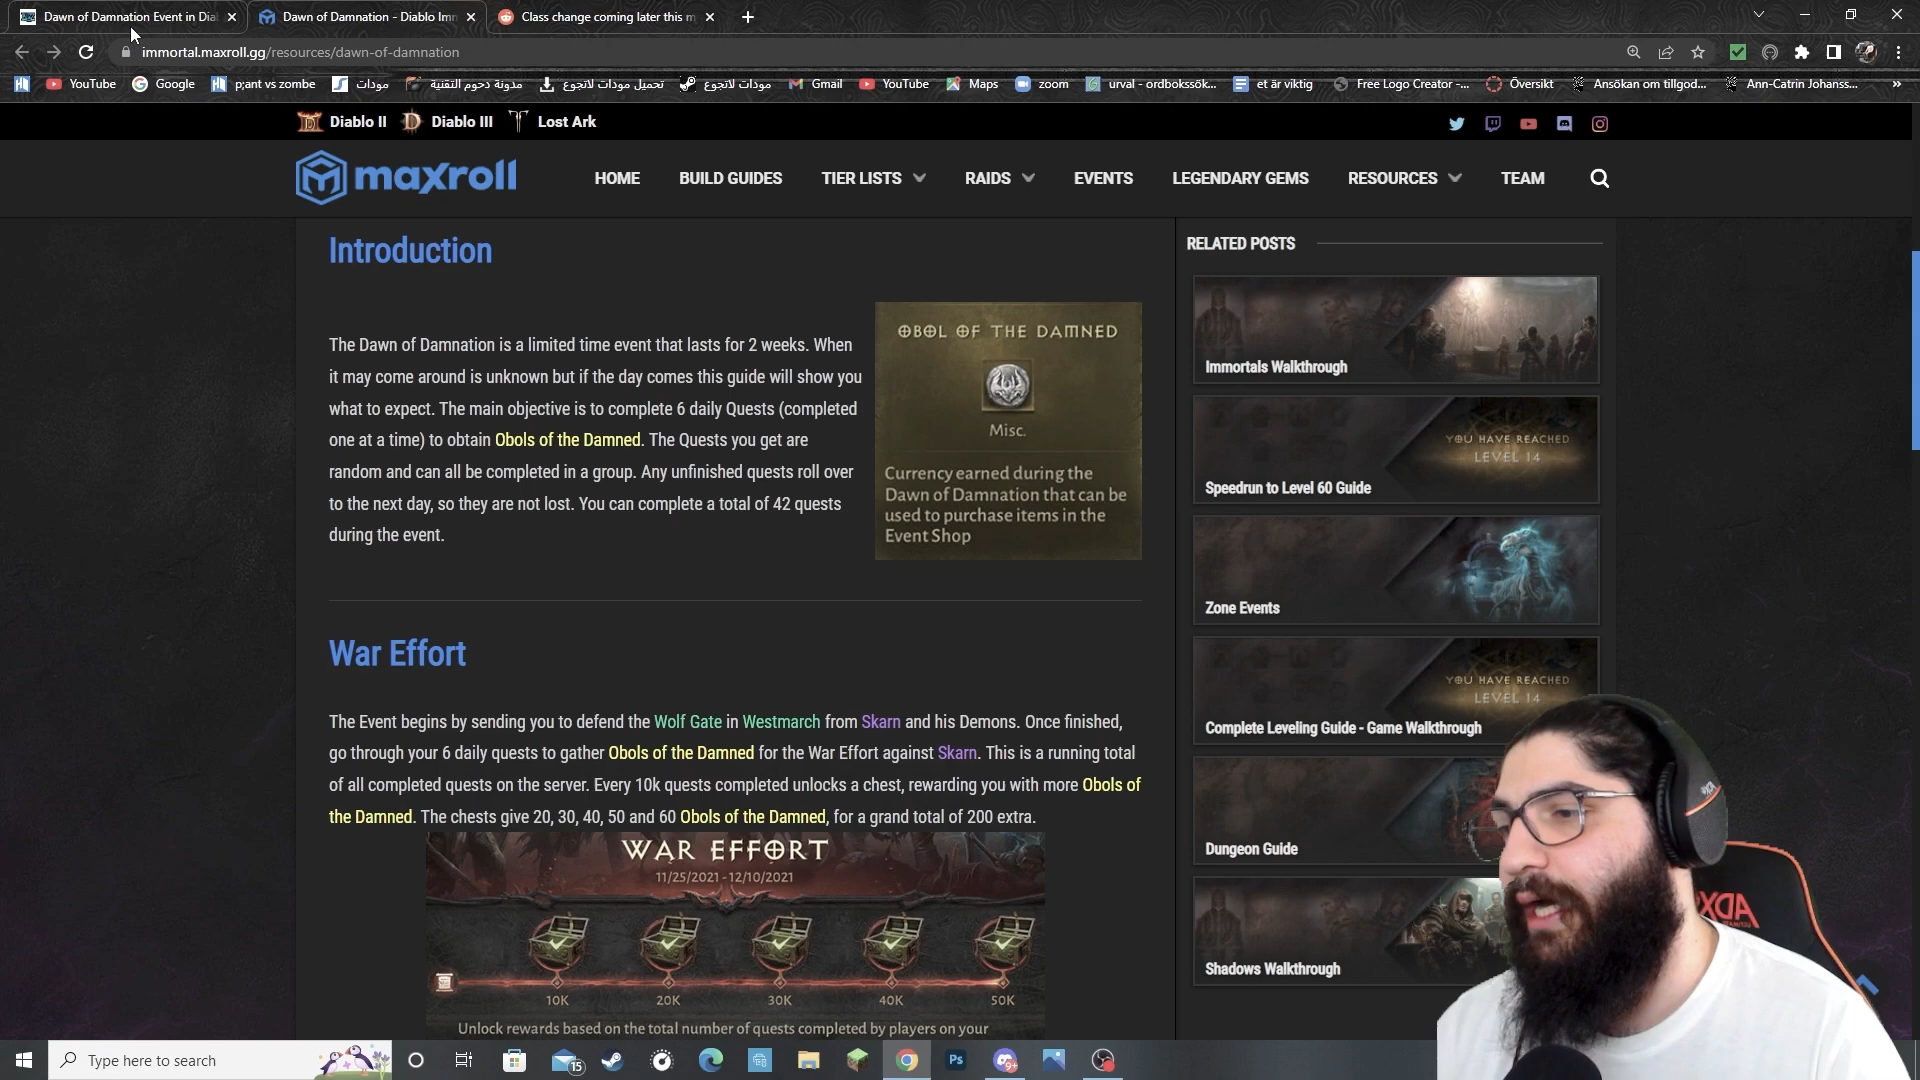 Dawn of Damnation Event in Dia
Dawn of Damnation - Diablo Imm
Class change coming later this m
immortal.maxroll.gg/resources/dawn-of-damnation
YouTube
Google
p;ant vs zombe
مودات
مدونة دحوم التقنية
تحميل مودات لاتجوع
مودات لاتجوع
Gmail
YouTube
Maps
zoom
urval - ordbokssök...
et är viktig
Free Logo Creator -...
Översikt
Ansökan om tillgod...
Ann-Catrin Johanss...
»
Diablo II
Diablo III
Lost Ark
maxroll
HOME
BUILD GUIDES
TIER LISTS
RAIDS
EVENTS
LEGENDARY GEMS
RESOURCES
TEAM
Introduction
The Dawn of Damnation is a limited time event that lasts for 2 weeks. When
it may come around is unknown but if the day comes this guide will show you
what to expect. The main objective is to complete 6 daily Quests (completed
one at a time) to obtain Obols of the Damned. The Quests you get are
random and can all be completed in a group. Any unfinished quests roll over
to the next day, so they are not lost. You can complete a total of 42 quests
during the event.
OBOL OF THE DAMNED
Misc.
Currency earned during the
Dawn of Damnation that can be
used to purchase items in the
Event Shop
War Effort
The Event begins by sending you to defend the Wolf Gate in Westmarch from Skarn and his Demons. Once finished,
go through your 6 daily quests to gather Obols of the Damned for the War Effort against Skarn. This is a running total
of all completed quests on the server. Every 10k quests completed unlocks a chest, rewarding you with more Obols of
the Damned. The chests give 20, 30, 40, 50 and 60 Obols of the Damned, for a grand total of 200 extra.
WAR EFFORT
11/25/2021 - 12/10/2021
10K
20K
30K
40K
50K
Unlock rewards based on the total number of quests completed by players on your
RELATED POSTS
Immortals Walkthrough
YOU HAVE REACHED
LEVEL 14
Speedrun to Level 60 Guide
Zone Events
YOU HAVE REACHED
LEVEL 14
Complete Leveling Guide - Game Walkthrough
Dungeon Guide
Shadows Walkthrough
Type here to search
15
Ps
9+